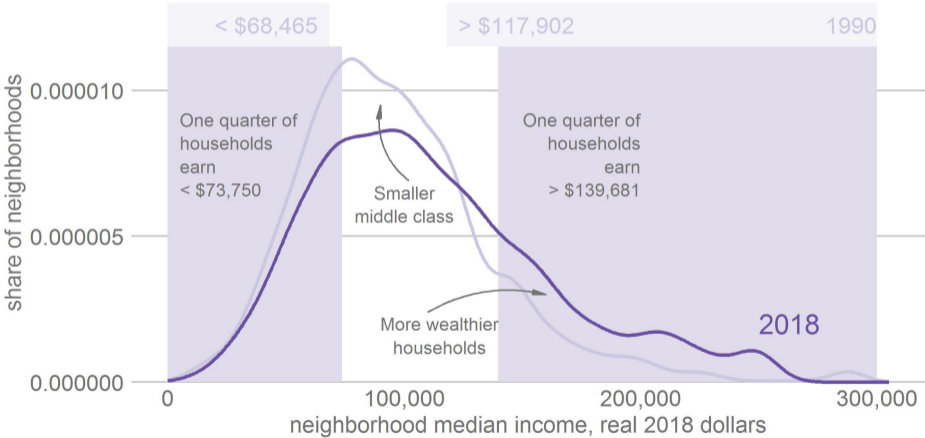 < $68,465
> $117,902
1990
share of neighborhoods
0.000010
0.000005
0.000000
One quarter of
households
earn
< $73,750
Smaller
middle class
One quarter of
households
earn
> $139,681
More wealthier
households
2018
0
100,000
200,000
300,000
neighborhood median income, real 2018 dollars